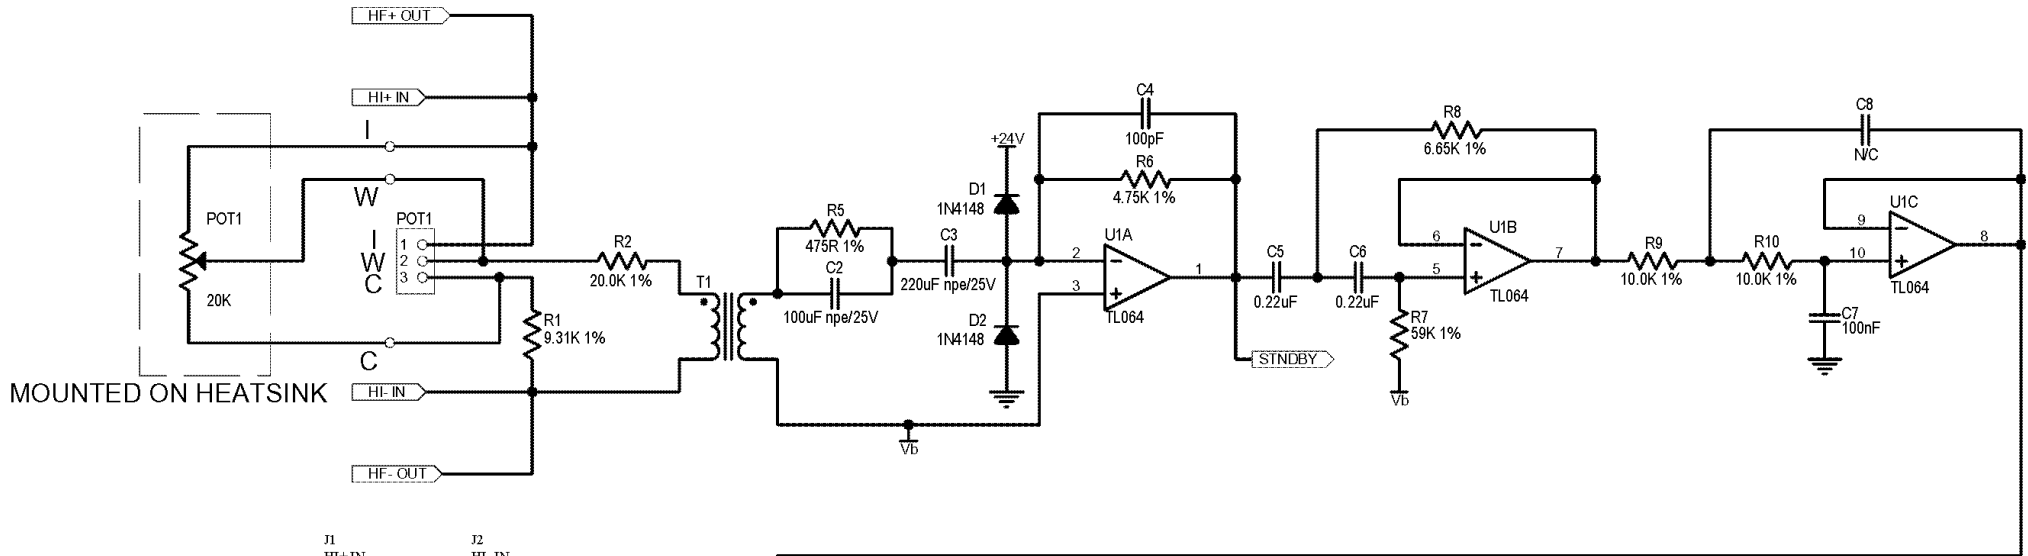 HF+ OUT
HI+ IN
I
W
POT1
20K
POT1
I
W
C
1
2
3
C
R1
9.31K 1%
MOUNTED ON HEATSINK
HI- IN
HF- OUT
R2
20.0K 1%
T1
R5
475R 1%
C2
100uF npe/25V
C3
220uF npe/25V
+24V
D1
1N4148
D2
1N4148
Vb
C4
100pF
R6
4.75K 1%
U1A
2
3
1
TL064
STNDBY
C5
0.22uF
C6
0.22uF
R8
6.65K 1%
R7
59K 1%
Vb
U1B
6
5
7
TL064
R9
10.0K 1%
R10
10.0K 1%
C8
N/C
C7
100nF
U1C
9
10
8
TL064
J1
HI+ IN
J2
HI- IN